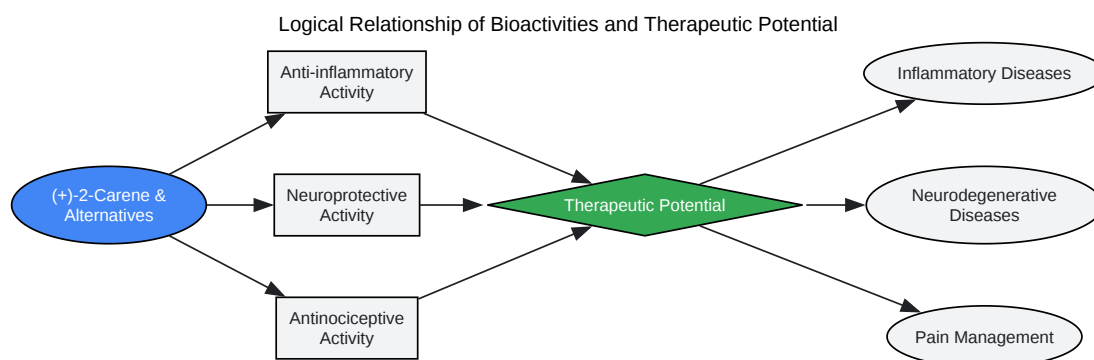 Logical Relationship of Bioactivities and Therapeutic Potential
Anti-inflammatory
Activity
Inflammatory Diseases
(+)-2-Carene &
Alternatives
Neuroprotective
Activity
Therapeutic Potential
Neurodegenerative
Diseases
Antinociceptive
Activity
Pain Management